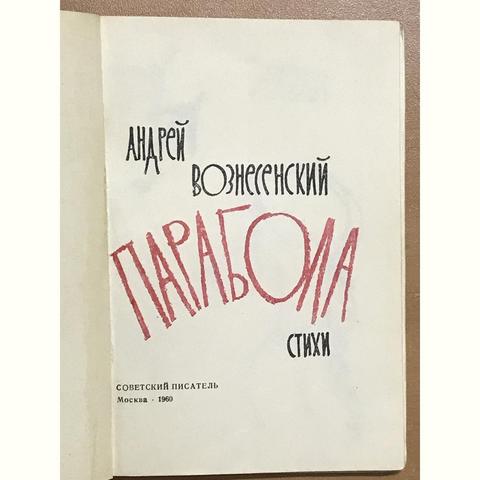 АНДРЕЙ
ВОЗНЕСЕНСКИЙ
ПАРАБОЛА
СТИХИ
СОВЕТСКИЙ ПИСАТЕЛЬ
Москва · 1960